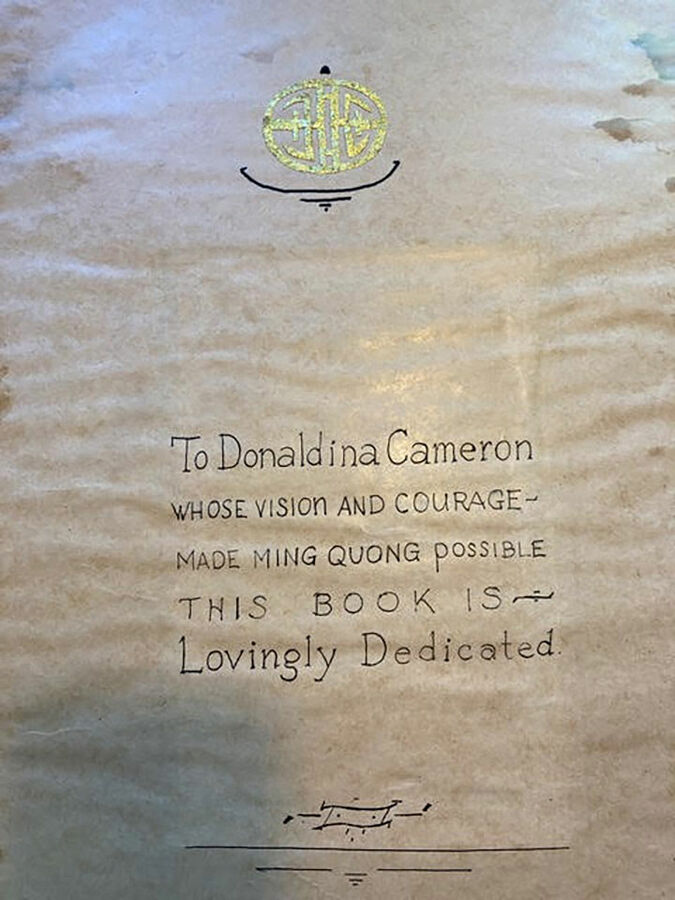 To Donaldina Cameron
WHOSE VISION AND COURAGE~
MADE MING QUONG POSSIBLE
THIS BOOK IS~
Lovingly Dedicated.